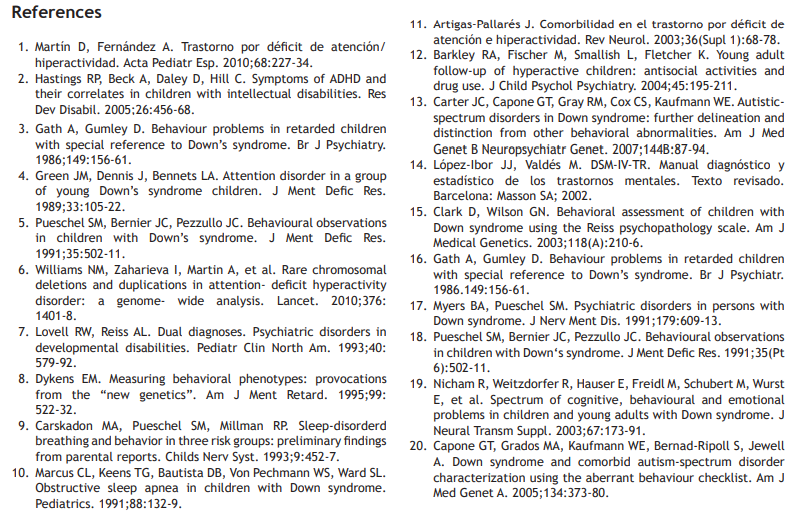 References
1. Martín D, Fernández A. Trastorno por déficit de atención/
hiperactividad. Acta Pediatr Esp. 2010;68:227-34.
2. Hastings RP, Beck A, Daley D, Hill C. Symptoms of ADHD and
their correlates in children with intellectual disabilities. Res
Dev Disabil. 2005;26:456-68.
3. Gath A, Gumley D. Behaviour problems in retarded children
with special reference to Down’s syndrome. Br J Psychiatry.
1986;149:156-61.
4. Green JM, Dennis J, Bennets LA. Attention disorder in a group
of young Down’s syndrome children. J Ment Defic Res.
1989;33:105-22.
5. Pueschel SM, Bernier JC, Pezzullo JC. Behavioural observations
in children with Down’s syndrome. J Ment Defic Res.
1991;35:502-11.
6. Williams NM, Zaharieva I, Martin A, et al. Rare chromosomal
deletions and duplications in attention- deficit hyperactivity
disorder: a genome- wide analysis. Lancet. 2010;376:
1401-8.
7. Lovell RW, Reiss AL. Dual diagnoses. Psychiatric disorders in
developmental disabilities. Pediatr Clin North Am. 1993;40:
579-92.
8. Dykens EM. Measuring behavioral phenotypes: provocations
from the “new genetics”. Am J Ment Retard. 1995;99:
522-32.
9. Carskadon MA, Pueschel SM, Millman RP. Sleep-disorderd
breathing and behavior in three risk groups: preliminary findings
from parental reports. Childs Nerv Syst. 1993;9:452-7.
10. Marcus CL, Keens TG, Bautista DB, Von Pechmann WS, Ward SL.
Obstructive sleep apnea in children with Down syndrome.
Pediatrics. 1991;88:132-9.
11. Artigas-Pallarés J. Comorbilidad en el trastorno por déficit de
atención e hiperactividad. Rev Neurol. 2003;36(Supl 1):68-78.
12. Barkley RA, Fischer M, Smallish L, Fletcher K. Young adult
follow-up of hyperactive children: antisocial activities and
drug use. J Child Psychol Psychiatry. 2004;45:195-211.
13. Carter JC, Capone GT, Gray RM, Cox CS, Kaufmann WE. Autistic-
spectrum disorders in Down syndrome: further delineation and
distinction from other behavioral abnormalities. Am J Med
Genet B Neuropsychiatr Genet. 2007;144B:87-94.
14. López-Ibor JJ, Valdés M. DSM-IV-TR. Manual diagnóstico y
estadístico de los trastornos mentales. Texto revisado.
Barcelona: Masson SA; 2002.
15. Clark D, Wilson GN. Behavioral assessment of children with
Down syndrome using the Reiss psychopathology scale. Am J
Medical Genetics. 2003;118(A):210-6.
16. Gath A, Gumley D. Behaviour problems in retarded children
with special reference to Down’s syndrome. Br J Psychiatr.
1986.149:156-61.
17. Myers BA, Pueschel SM. Psychiatric disorders in persons with
Down syndrome. J Nerv Ment Dis. 1991;179:609-13.
18. Pueschel SM, Bernier JC, Pezzullo JC. Behavioural observations
in children with Down‘s syndrome. J Ment Defic Res. 1991;35(Pt
6):502-11.
19. Nicham R, Weitzdorfer R, Hauser E, Freidl M, Schubert M, Wurst
E, et al. Spectrum of cognitive, behavioural and emotional
problems in children and young adults with Down syndrome. J
Neural Transm Suppl. 2003;67:173-91.
20. Capone GT, Grados MA, Kaufmann WE, Bernad-Ripoll S, Jewell
A. Down syndrome and comorbid autism-spectrum disorder
characterization using the aberrant behaviour checklist. Am J
Med Genet A. 2005;134:373-80.